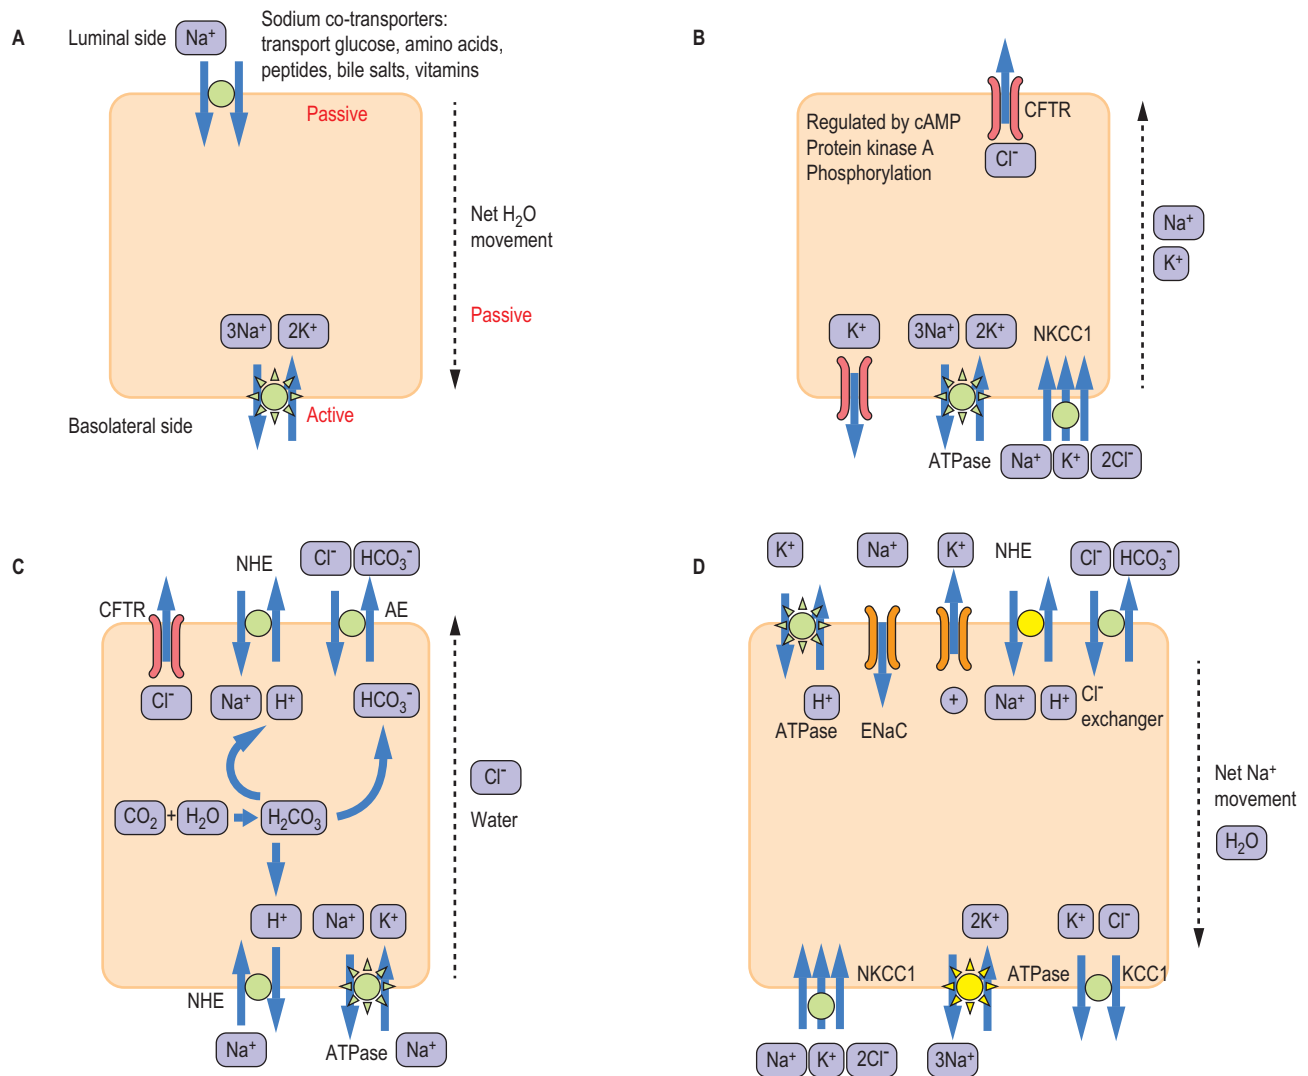 A
Luminal side
Na⁺
Sodium co-transporters:
transport glucose, amino acids,
peptides, bile salts, vitamins
Passive
Net H₂O
movement
3Na⁺
2K⁺
Passive
Active
Basolateral side
B
CFTR
Regulated by cAMP
Protein kinase A
Phosphorylation
Cl⁻
Na⁺
K⁺
K⁺
3Na⁺
2K⁺
NKCC1
ATPase
Na⁺
K⁺
2Cl⁻
C
NHE
Cl⁻
HCO₃⁻
CFTR
AE
Cl⁻
Na⁺
H⁺
HCO₃⁻
CO₂
+
H₂O
H₂CO₃
Cl⁻
Water
H⁺
Na⁺
K⁺
NHE
Na⁺
ATPase
Na⁺
D
K⁺
Na⁺
K⁺
NHE
Cl⁻
HCO₃⁻
H⁺
ATPase
ENaC
+
Na⁺
H⁺
Cl⁻
exchanger
Net Na⁺
movement
H₂O
2K⁺
K⁺
Cl⁻
NKCC1
ATPase
KCC1
Na⁺
K⁺
2Cl⁻
3Na⁺